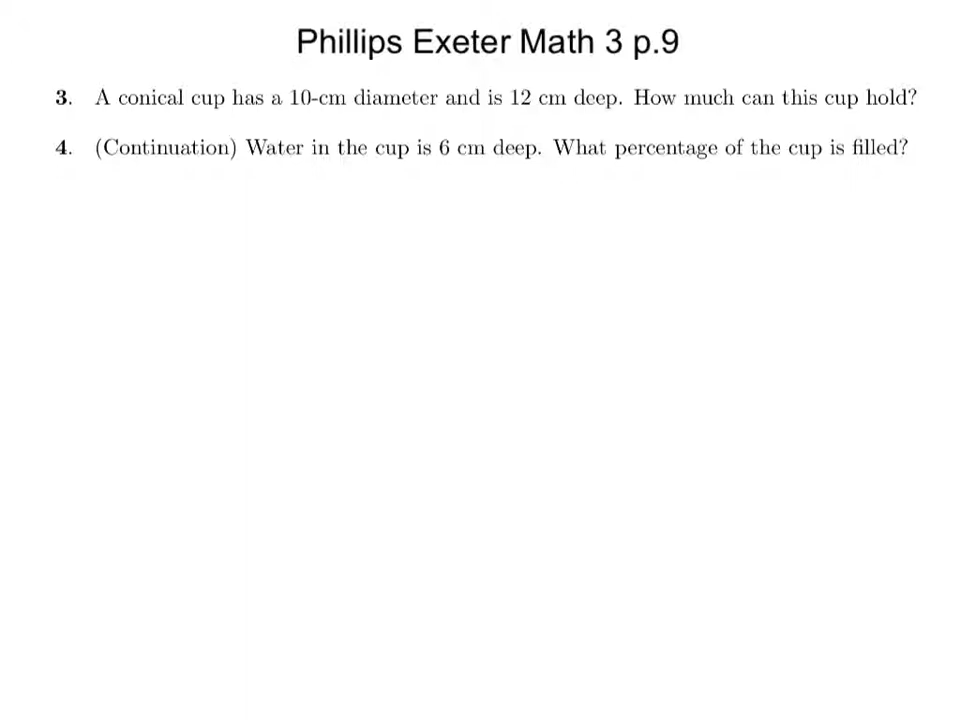 Phillips Exeter Math 3 p.9
3. A conical cup has a 10-cm diameter and is 12 cm deep. How much can this cup hold?
4. (Continuation) Water in the cup is 6 cm deep. What percentage of the cup is filled?